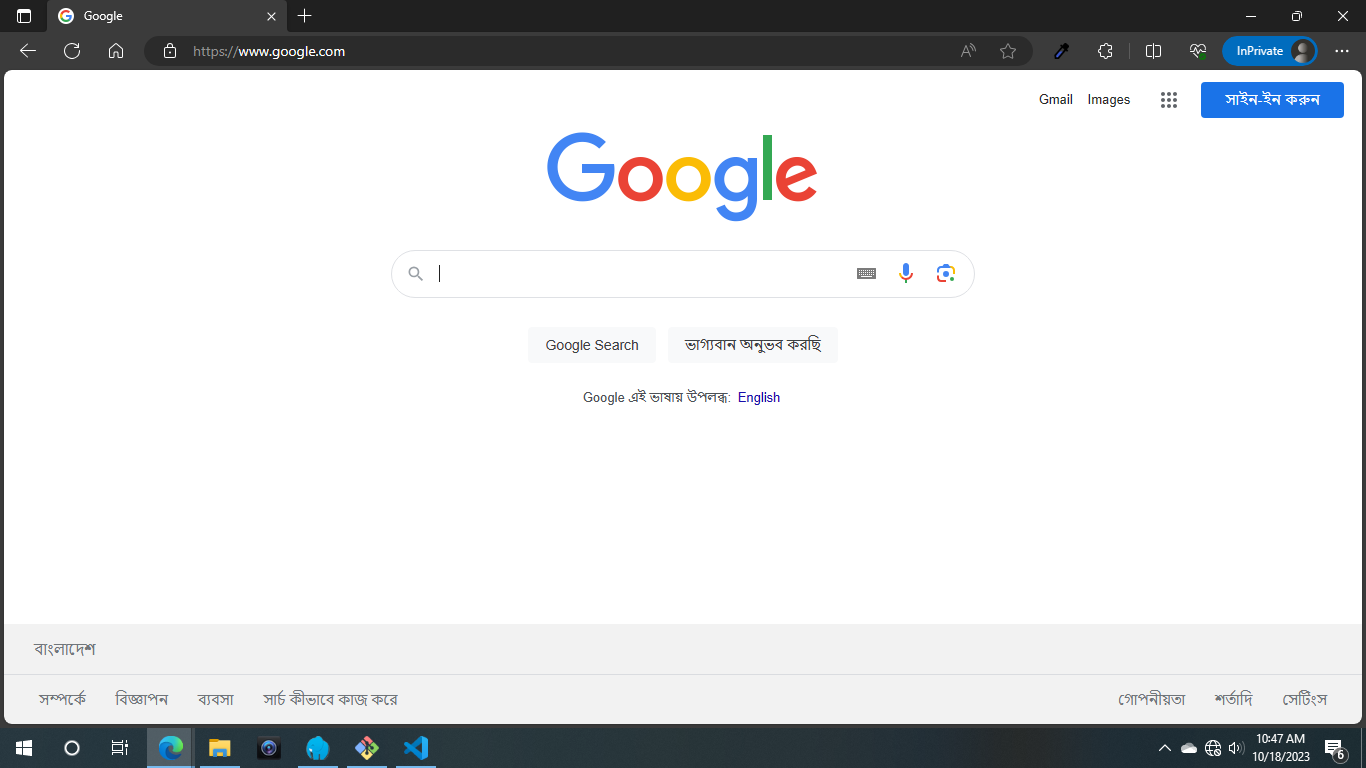 Google
https://www.google.com
InPrivate
Gmail Images সাইন-ইন করুন
Google
Google Search ভাগ্যবান অনুভব করছি
Google এই ভাষায় উপলব্ধ: English
বাংলাদেশ
সম্পর্কে বিজ্ঞাপন ব্যবসা সার্চ কীভাবে কাজ করে গোপনীয়তা শর্তাদি সেটিংস
10:47 AM
10/18/2023
6